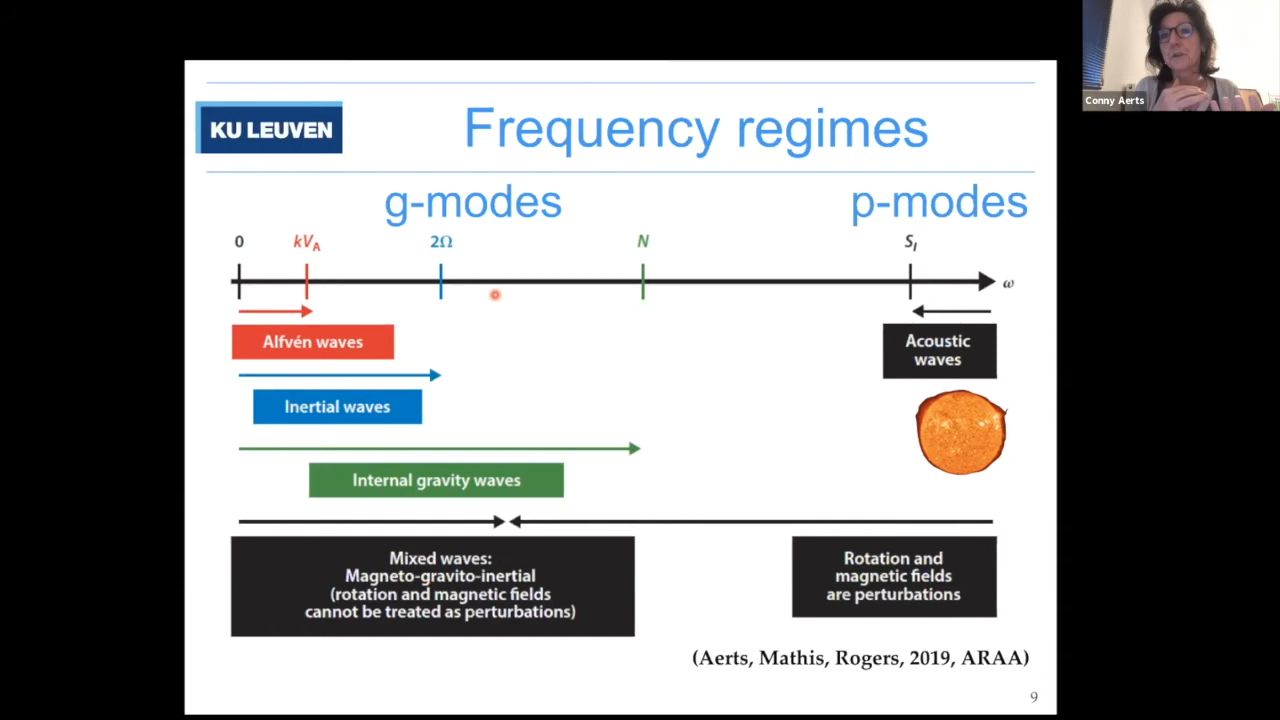 Conny Aerts
KU LEUVEN
Frequency regimes
g-modes
p-modes
0
kV_A
2Ω
N
S_l
ω
Alfvén waves
Acoustic
waves
Inertial waves
Internal gravity waves
Mixed waves:
Magneto-gravito-inertial
(rotation and magnetic fields
cannot be treated as perturbations)
Rotation and
magnetic fields
are perturbations
(Aerts, Mathis, Rogers, 2019, ARAA)
9